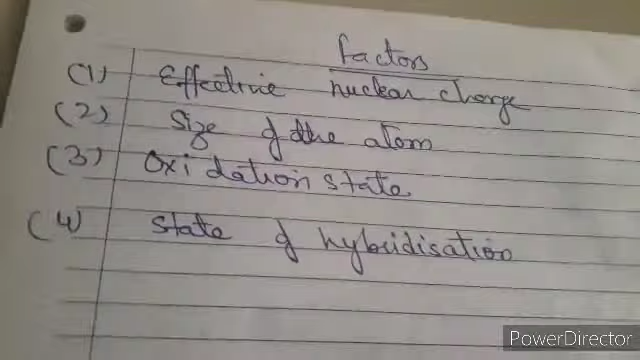 Factors
(1) Effective nuclear charge
(2) Size of the atom
(3) Oxidation state
(4) State of hybridisation
PowerDirector